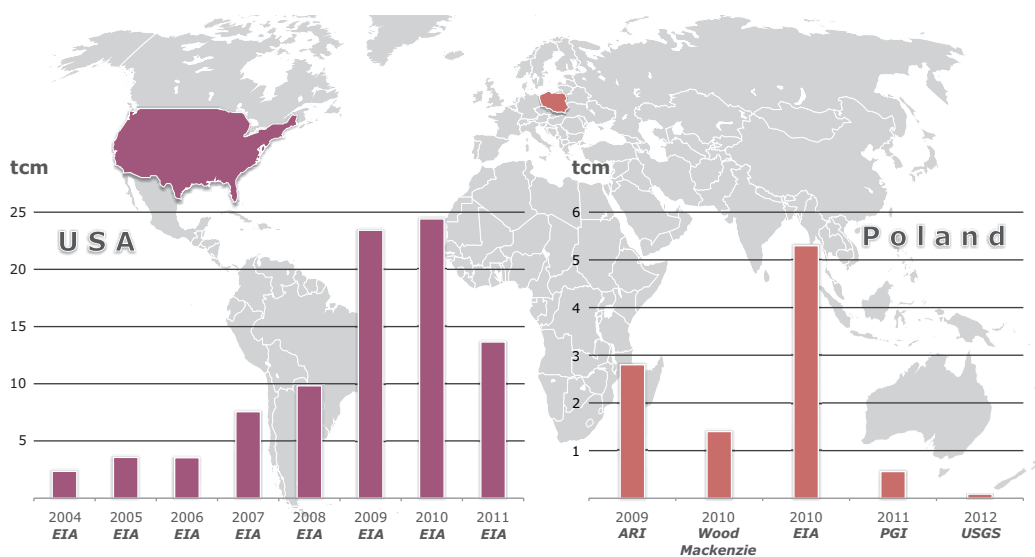 tcm
25
USA
20
15
10
5
2004 2005 2006 2007 2008 2009 2010 2011
EIA EIA EIA EIA EIA EIA EIA EIA
tcm
6
Poland
5
4
3
2
1
2009 2010 2010 2011 2012
ARI Wood EIA PGI USGS
Mackenzie